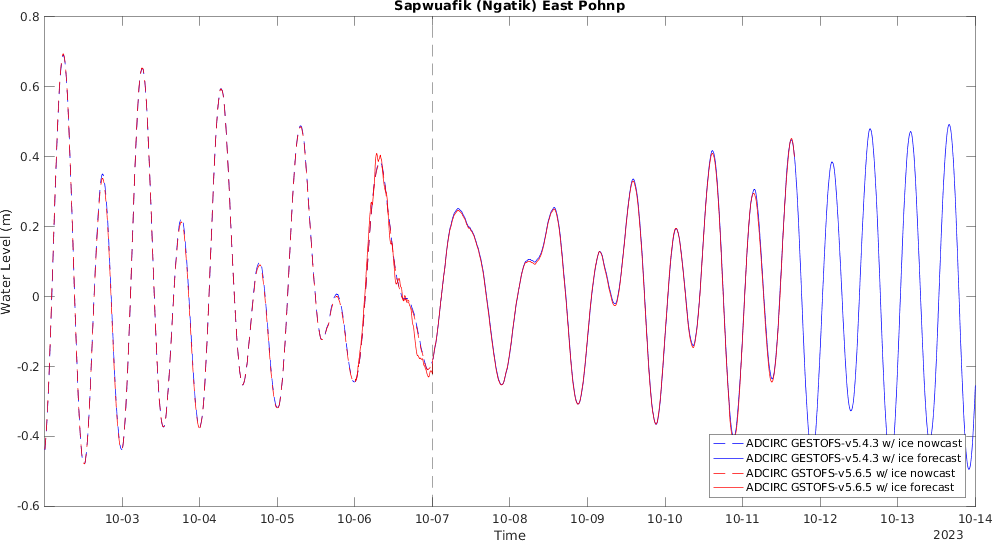 Sapwuafik (Ngatik) East Pohnp
0.8
0.6
0.4
0.2
0
-0.2
-0.4
-0.6
Water Level (m)
10-03 10-04 10-05 10-06 10-07 10-08 10-09 10-10 10-11 10-12 10-13 10-14
Time
2023
ADCIRC GESTOFS-v5.4.3 w/ ice nowcast
ADCIRC GESTOFS-v5.4.3 w/ ice forecast
ADCIRC GSTOFS-v5.6.5 w/ ice nowcast
ADCIRC GSTOFS-v5.6.5 w/ ice forecast